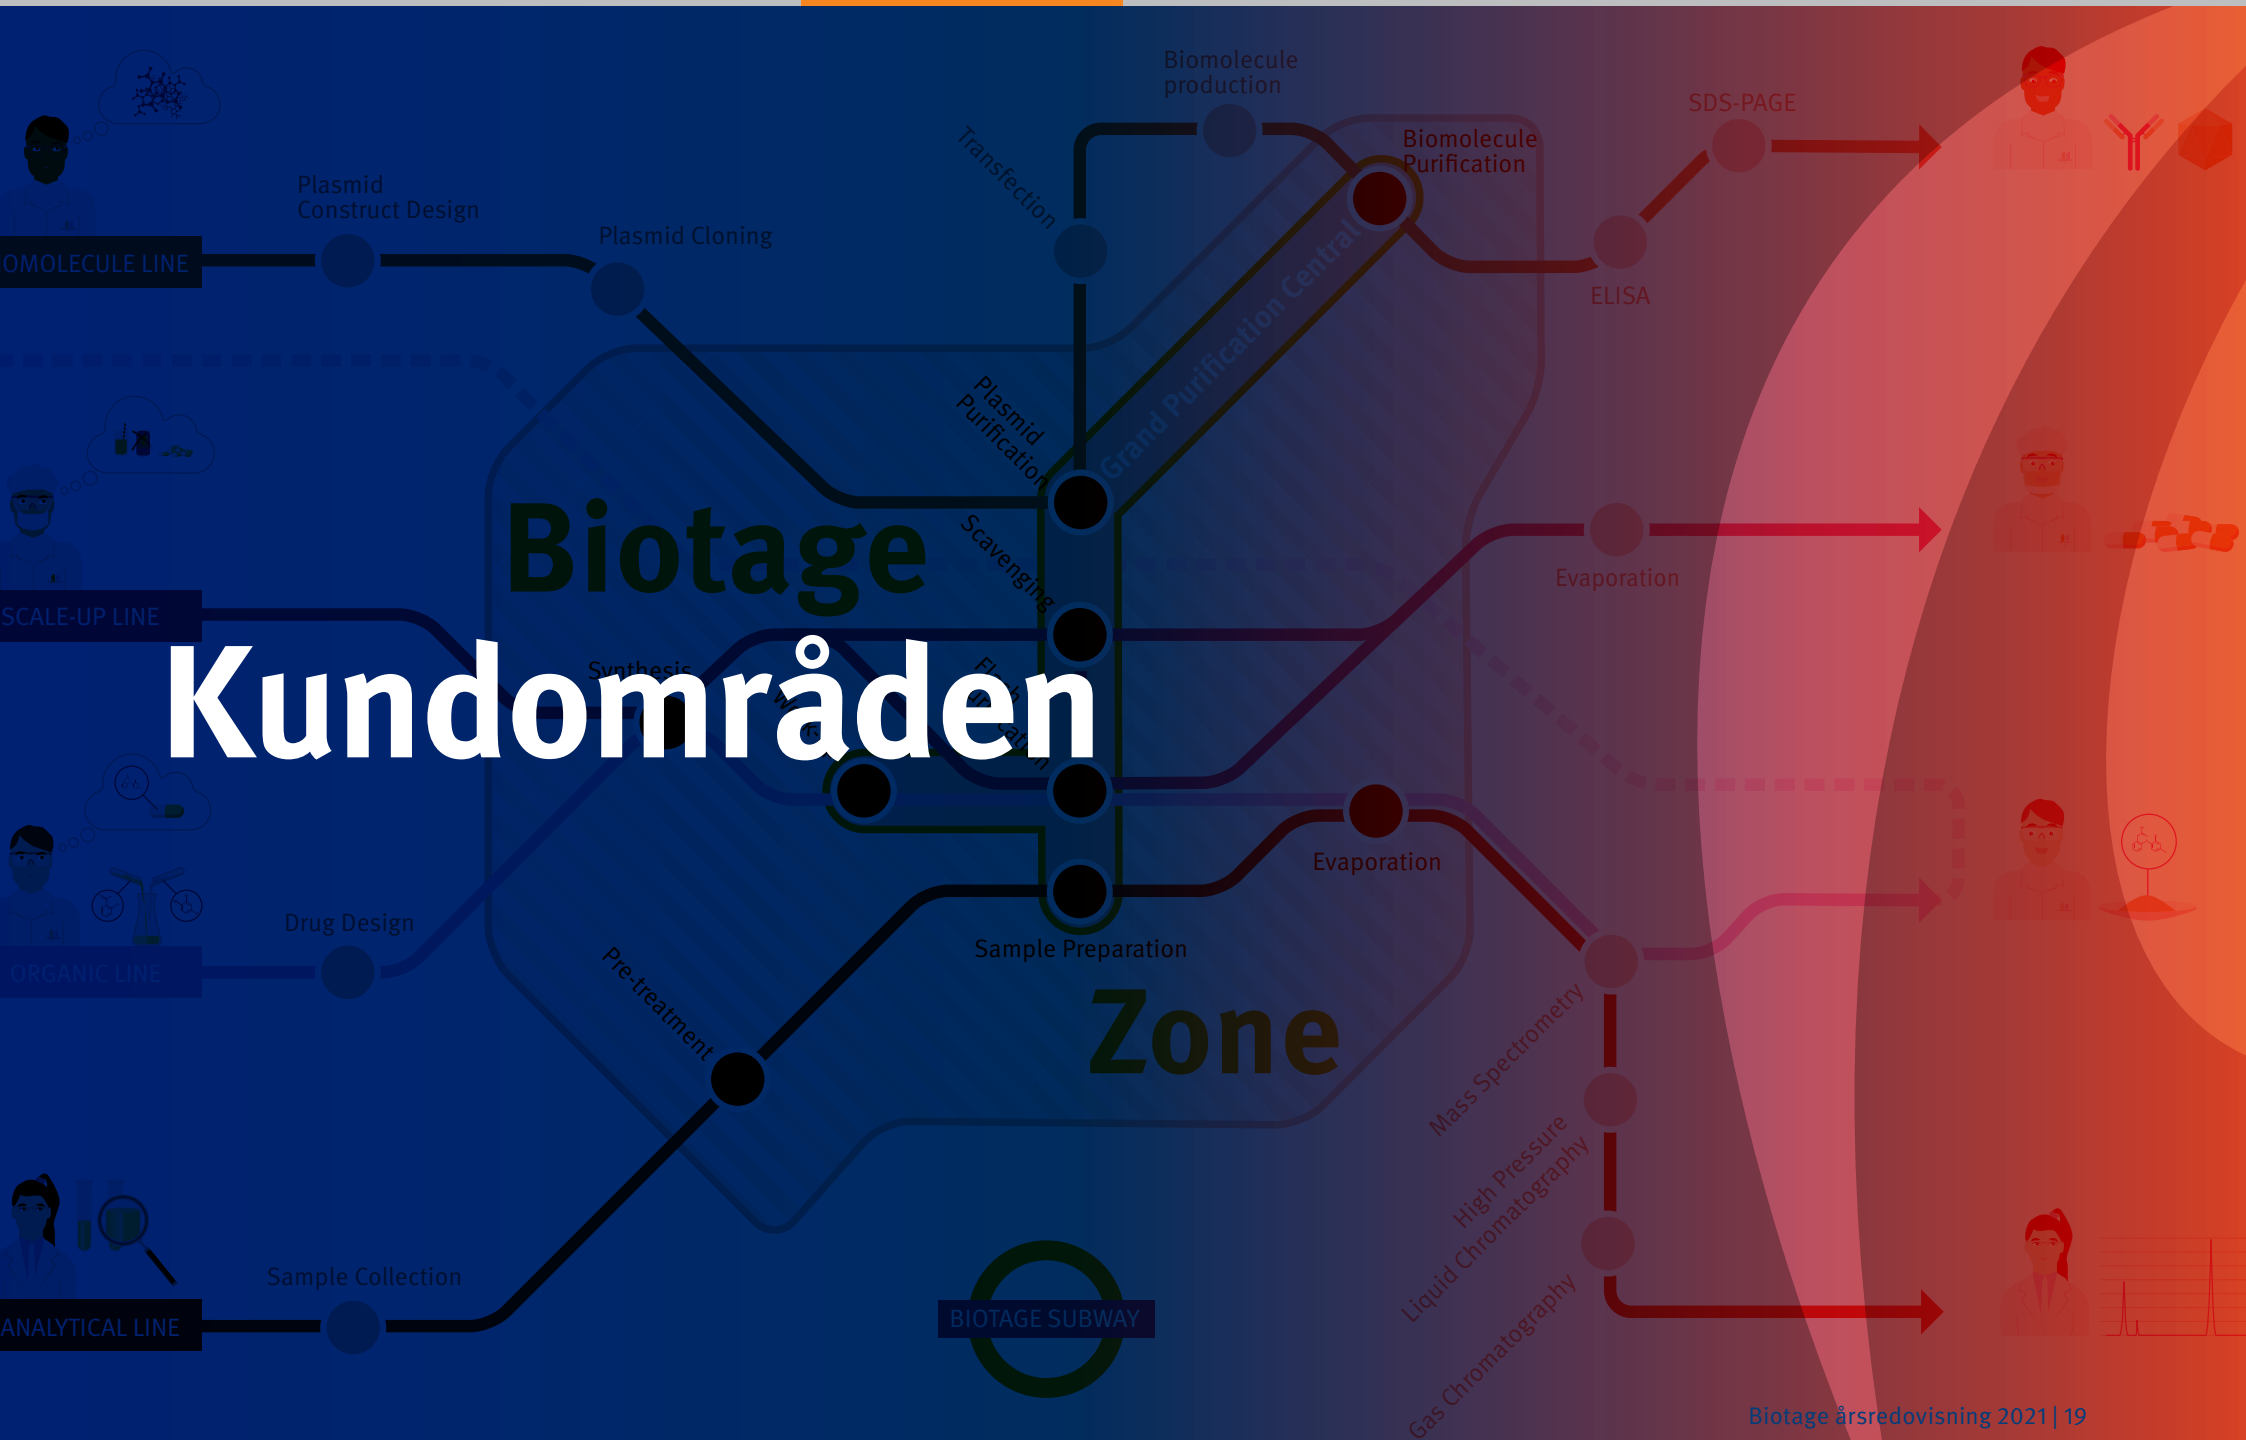 Biomolecule
production
SDS-PAGE
Transfection
Biomolecule
Purification
Plasmid
Construct Design
Plasmid Cloning
OMOLECULE LINE
ELISA
Grand Purification Central
Plasmid
Purification
Biotage
Scavenging
Evaporation
SCALE-UP LINE
Synthesis
Kundområden
Evaporation
Drug Design
Sample Preparation
ORGANIC LINE
Pre-treatment
Zone
Mass Spectrometry
High Pressure
Liquid Chromatography
Sample Collection
BIOTAGE SUBWAY
ANALYTICAL LINE
Gas Chromatography
Biotage årsredovisning 2021 | 19